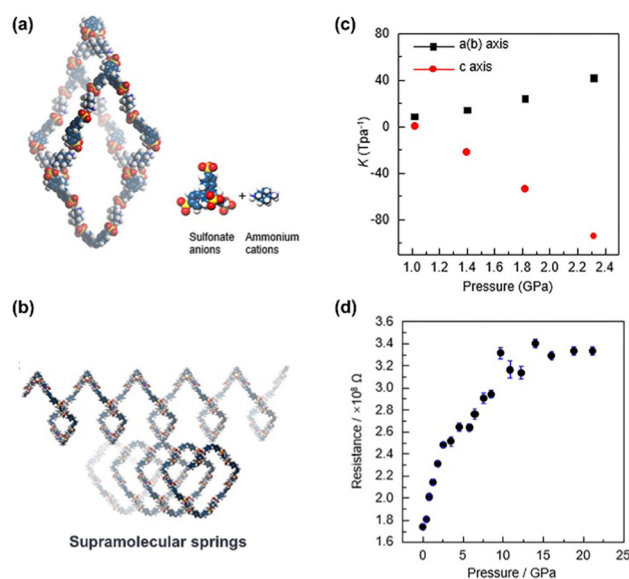 (a)
Sulfonate anions
+
Ammonium cations
(b)
Supramolecular springs
(c)
a(b) axis
c axis
K (Tpa⁻¹)
80
40
0
-40
-80
1.0 1.2 1.4 1.6 1.8 2.0 2.2 2.4
Pressure (GPa)
(d)
Resistance / ×10⁸ Ω
3.6
3.4
3.2
3.0
2.8
2.6
2.4
2.2
2.0
1.8
1.6
0 5 10 15 20 25
Pressure / GPa